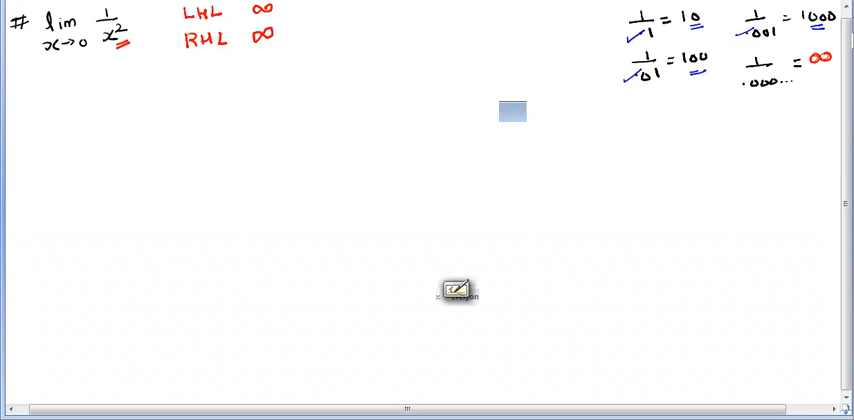 # lim x→0 1/x² LHL ∞
RHL ∞
1/.1 = 10 1/.001 = 1000
1/.01 = 100 1/.000... = ∞